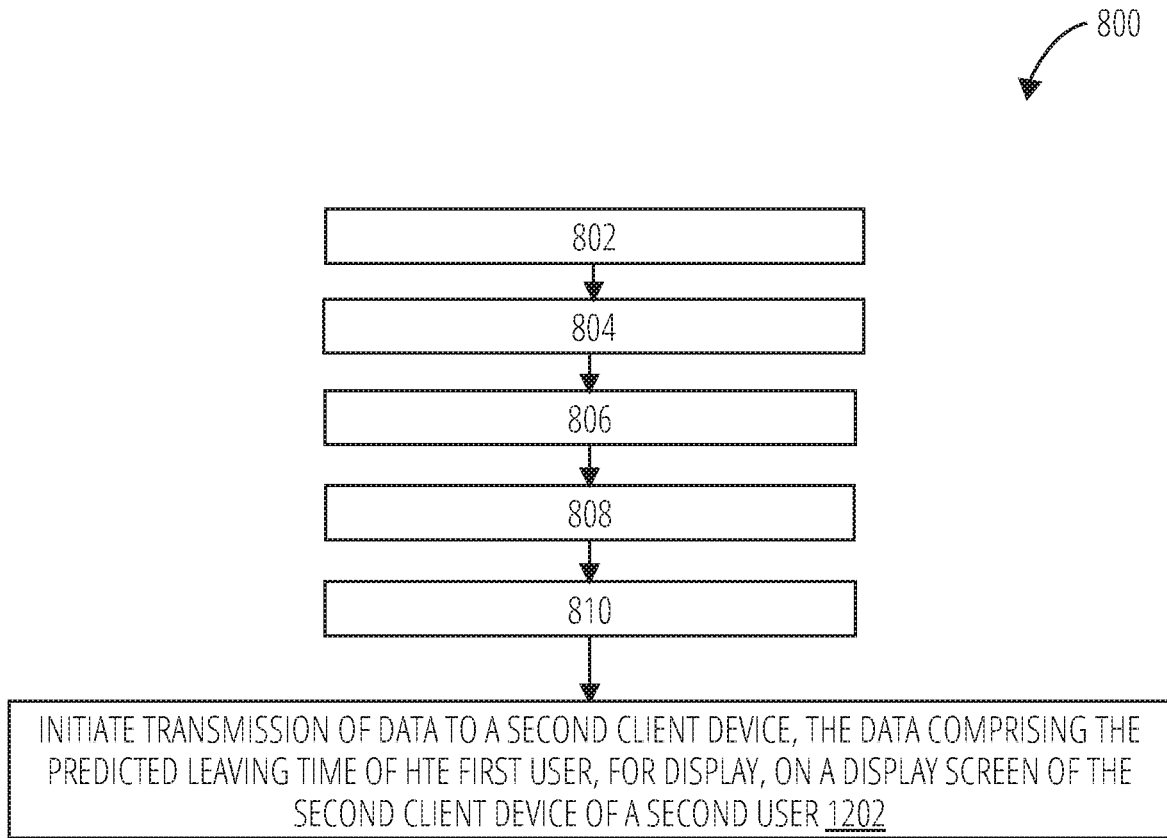 800
802
804
806
808
810
INITIATE TRANSMISSION OF DATA TO A SECOND CLIENT DEVICE, THE DATA COMPRISING THE
PREDICTED LEAVING TIME OF HTE FIRST USER, FOR DISPLAY, ON A DISPLAY SCREEN OF THE
SECOND CLIENT DEVICE OF A SECOND USER 1202